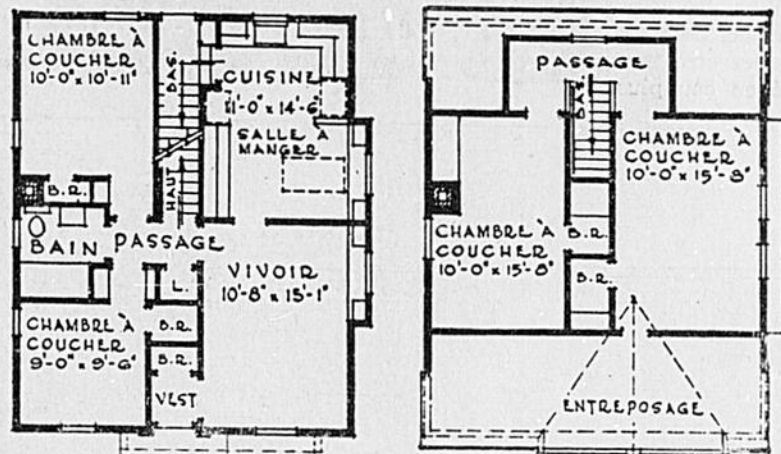 CHAMBRE À
COUCHER
10'-0" x 10'-11"
BAS.
CUISINE
11'-0" x 14'-6"
SALLE À
MANGER
HAUT
B.R.
BAIN
PASSAGE
VIVOIR
10'-8" x 15'-1"
L.
CHAMBRE À
COUCHER
9'-0" x 9'-6"
B.R.
B.R.
VEST
PASSAGE
BAS.
CHAMBRE À
COUCHER
10'-0" x 15'-8"
CHAMBRE À
COUCHER
10'-0" x 15'-8"
B.R.
B.R.
ENTREPOSAGE